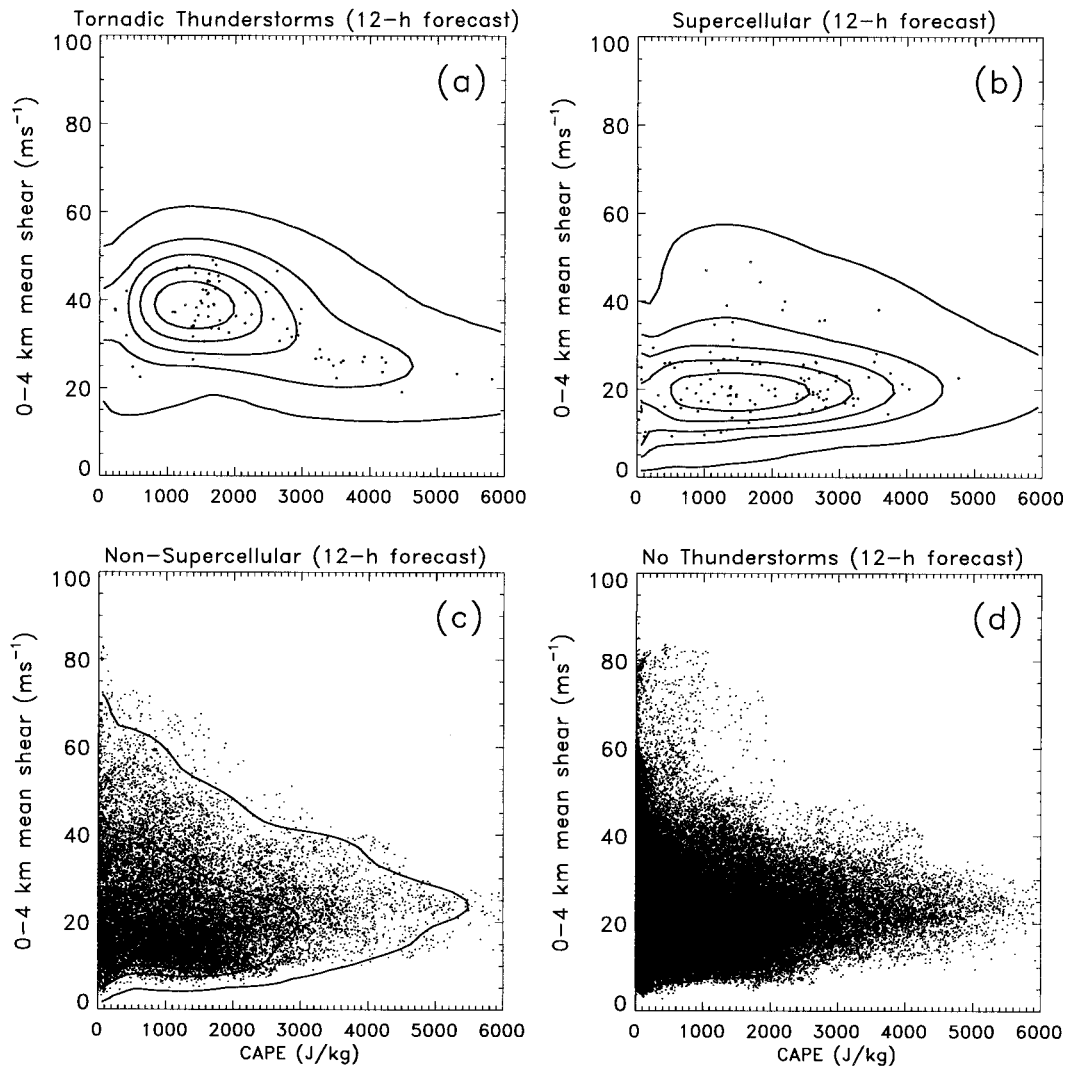 Tornadic Thunderstorms (12-h forecast)
(a)
0-4 km mean shear (ms⁻¹)
100
80
60
40
20
0
0 1000 2000 3000 4000 5000 6000
Supercellular (12-h forecast)
(b)
0-4 km mean shear (ms⁻¹)
100
80
60
40
20
0
0 1000 2000 3000 4000 5000 6000
Non-Supercellular (12-h forecast)
(c)
0-4 km mean shear (ms⁻¹)
100
80
60
40
20
0
0 1000 2000 3000 4000 5000 6000
CAPE (J/kg)
No Thunderstorms (12-h forecast)
(d)
0-4 km mean shear (ms⁻¹)
100
80
60
40
20
0
0 1000 2000 3000 4000 5000 6000
CAPE (J/kg)